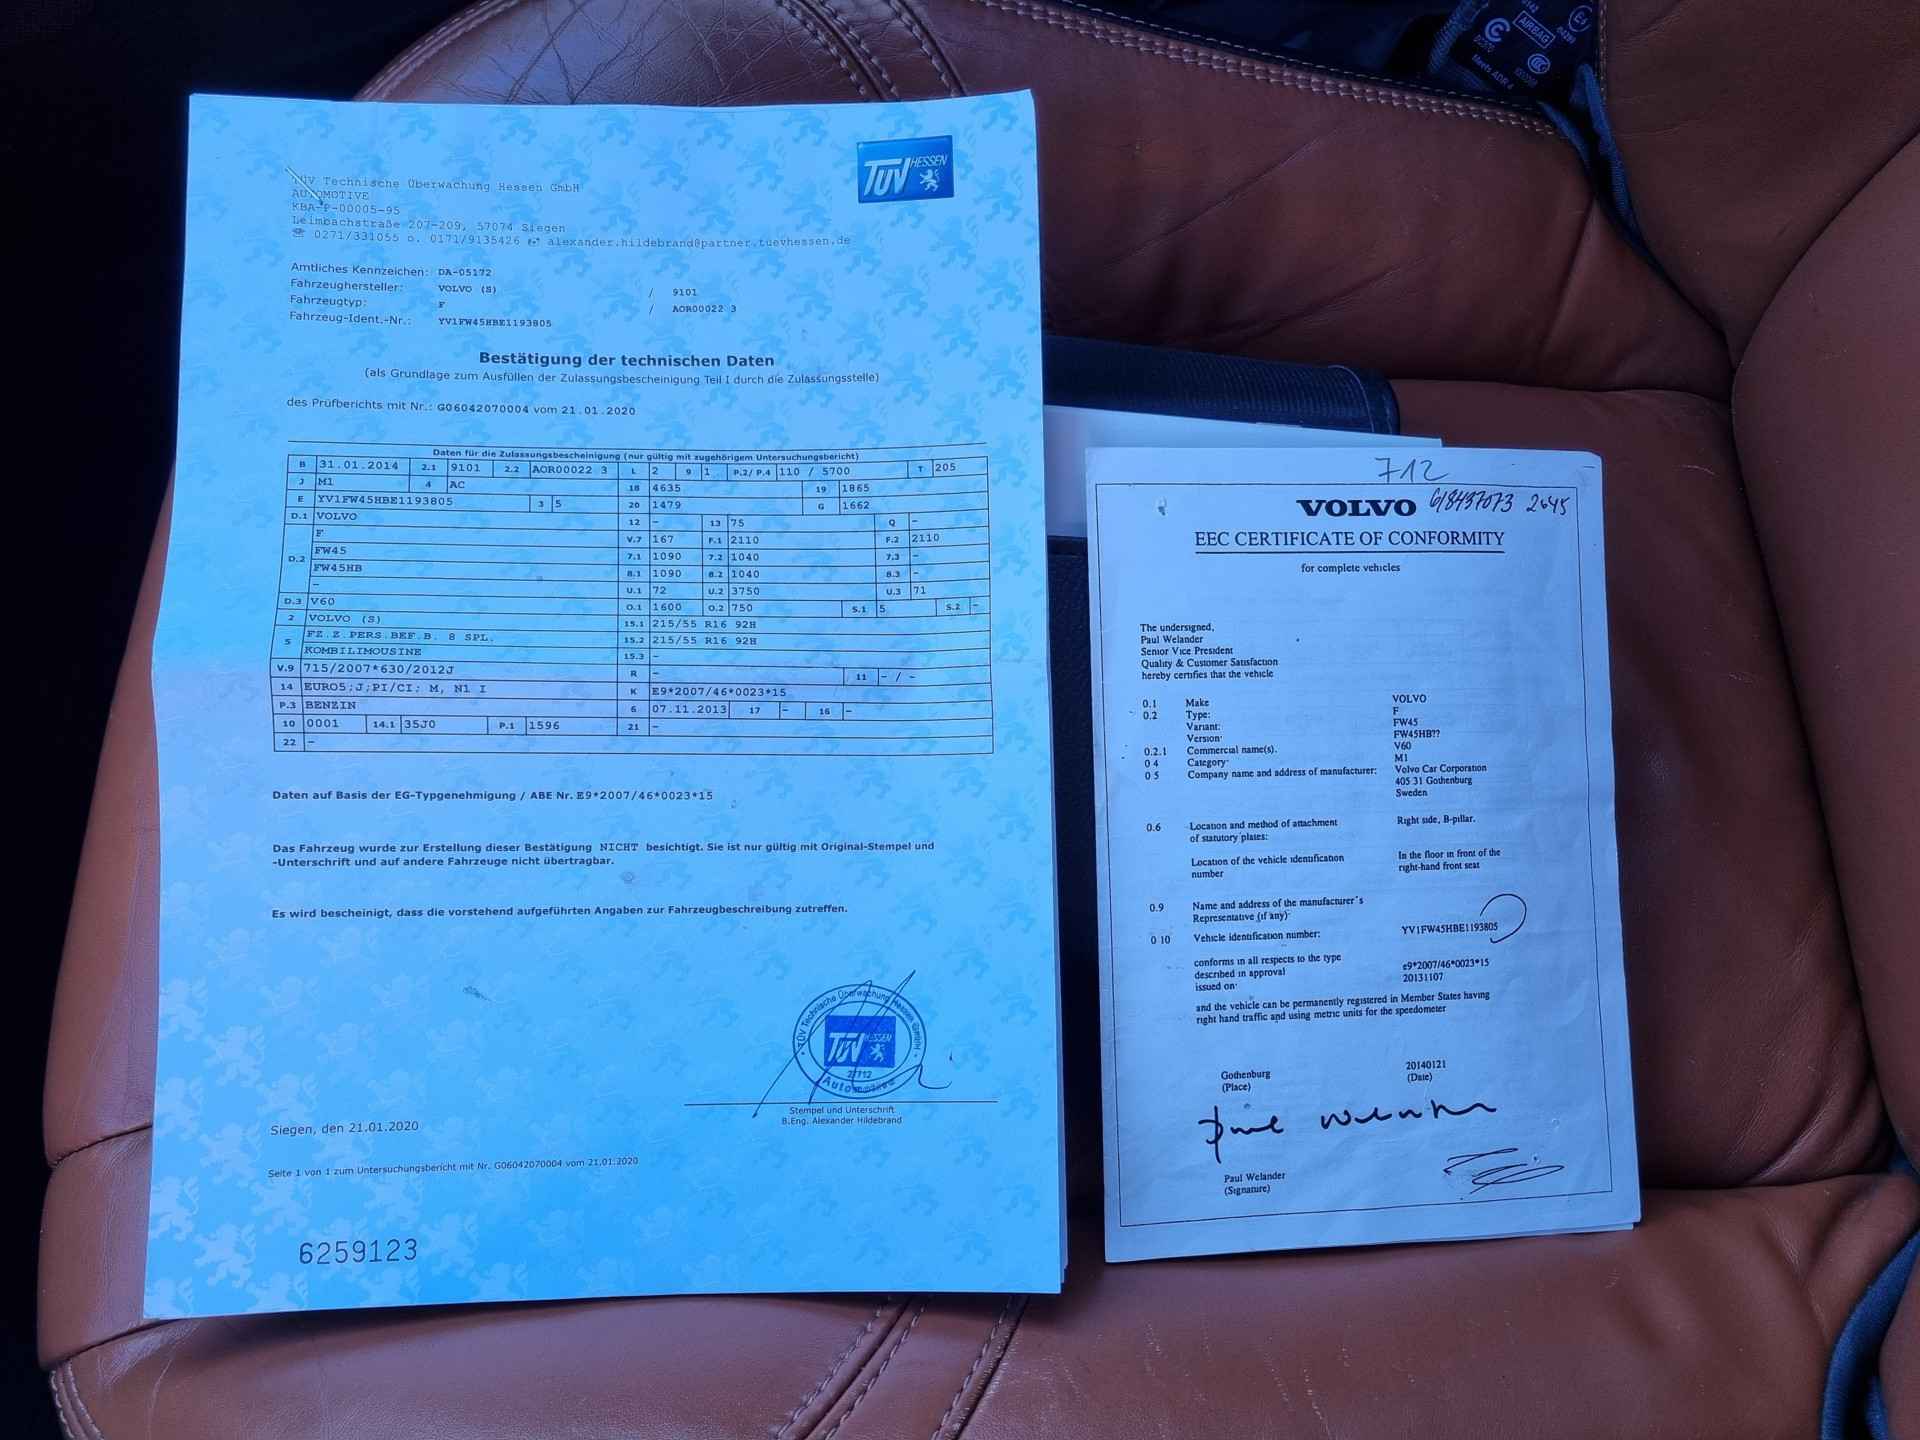 TÜV HESSEN
TÜV Technische Überwachung Hessen GmbH
AUTOMOTIVE
KBA-P-00005-95
Leimbachstraße 207-209, 57074 Siegen
☎ 0271/331055 o. 0171/9135426 alexander.hildebrand@partner.tuevhessen.de
Amtliches Kennzeichen: DA-05172
Fahrzeughersteller: VOLVO (S) / 9101
Fahrzeugtyp: F / AOR00022 3
Fahrzeug-Ident.-Nr.: YV1FW45HBE1193805
Bestätigung der technischen Daten
(als Grundlage zum Ausfüllen der Zulassungsbescheinigung Teil I durch die Zulassungsstelle)
des Prüfberichts mit Nr.: G06042070004 vom 21.01.2020
Daten für die Zulassungsbescheinigung (nur gültig mit zugehörigem Untersuchungsbericht)
B 31.01.2014 2.1 9101 2.2 AOR00022 3 L 2 9 1 P.2/ P.4 110 / 5700 T 205
J M1 4 AC 18 4635 19 1865
E YV1FW45HBE1193805 3 5 20 1479 G 1662
D.1 VOLVO 12 - 13 75 Q -
D.2 F V.7 167 F.1 2110 F.2 2110
FW45 7.1 1090 7.2 1040 7.3 -
FW45HB 8.1 1090 8.2 1040 8.3 -
- U.1 72 U.2 3750 U.3 71
D.3 V60 O.1 1600 O.2 750 S.1 5 S.2 -
2 VOLVO (S) 15.1 215/55 R16 92H
5 FZ.Z.PERS.BEF.B. 8 SPL. 15.2 215/55 R16 92H
KOMBILIMOUSINE 15.3 -
V.9 715/2007*630/2012J R - 11 - / -
14 EURO5;J;PI/CI; M, N1 I K E9*2007/46*0023*15
P.3 BENZIN 6 07.11.2013 17 - 16 -
10 0001 14.1 35J0 P.1 1596 21 -
22 -
Daten auf Basis der EG-Typgenehmigung / ABE Nr. E9*2007/46*0023*15
Das Fahrzeug wurde zur Erstellung dieser Bestätigung NICHT besichtigt. Sie ist nur gültig mit Original-Stempel und
-Unterschrift und auf andere Fahrzeuge nicht übertragbar.
Es wird bescheinigt, dass die vorstehend aufgeführten Angaben zur Fahrzeugbeschreibung zutreffen.
TÜV Technische Überwachung Hessen GmbH
TÜV HESSEN
Stempel und Unterschrift
B.Eng. Alexander Hildebrand
Siegen, den 21.01.2020
Seite 1 von 1 zum Untersuchungsbericht mit Nr. G06042070004 vom 21.01.2020
6259123
712
VOLVO 618437073 2645
EEC CERTIFICATE OF CONFORMITY
for complete vehicles
The undersigned,
Paul Welander
Senior Vice President
Quality & Customer Satisfaction
hereby certifies that the vehicle
0.1 Make VOLVO
0.2 Type: F
Variant: FW45
Version: FW45HB??
0.2.1 Commercial name(s). V60
0 4 Category: M1
0 5 Company name and address of manufacturer: Volvo Car Corporation
405 31 Gothenburg
Sweden
0.6 Location and method of attachment Right side, B-pillar.
of statutory plates:
Location of the vehicle identification In the floor in front of the
number right-hand front seat
0.9 Name and address of the manufacturer's
Representative (if any)
0 10 Vehicle identification number: YV1FW45HBE1193805
conforms in all respects to the type
described in approval e9*2007/46*0023*15
issued on 20131107
and the vehicle can be permanently registered in Member States having
right hand traffic and using metric units for the speedometer
Gothenburg 20140121
(Place) (Date)
Paul Welander
Paul Welander
(Signature)
AIRBAG
Meets ADR 4